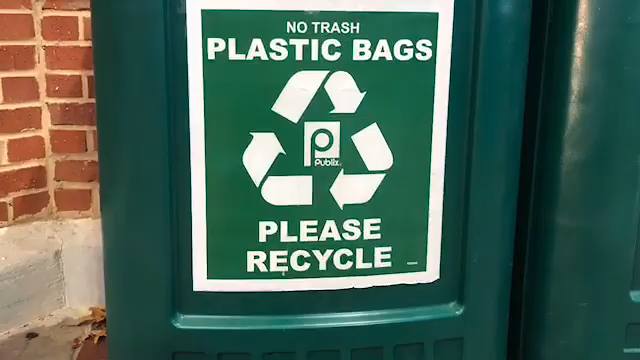 NO TRASH
PLASTIC BAGS
P
Publix.
PLEASE
RECYCLE